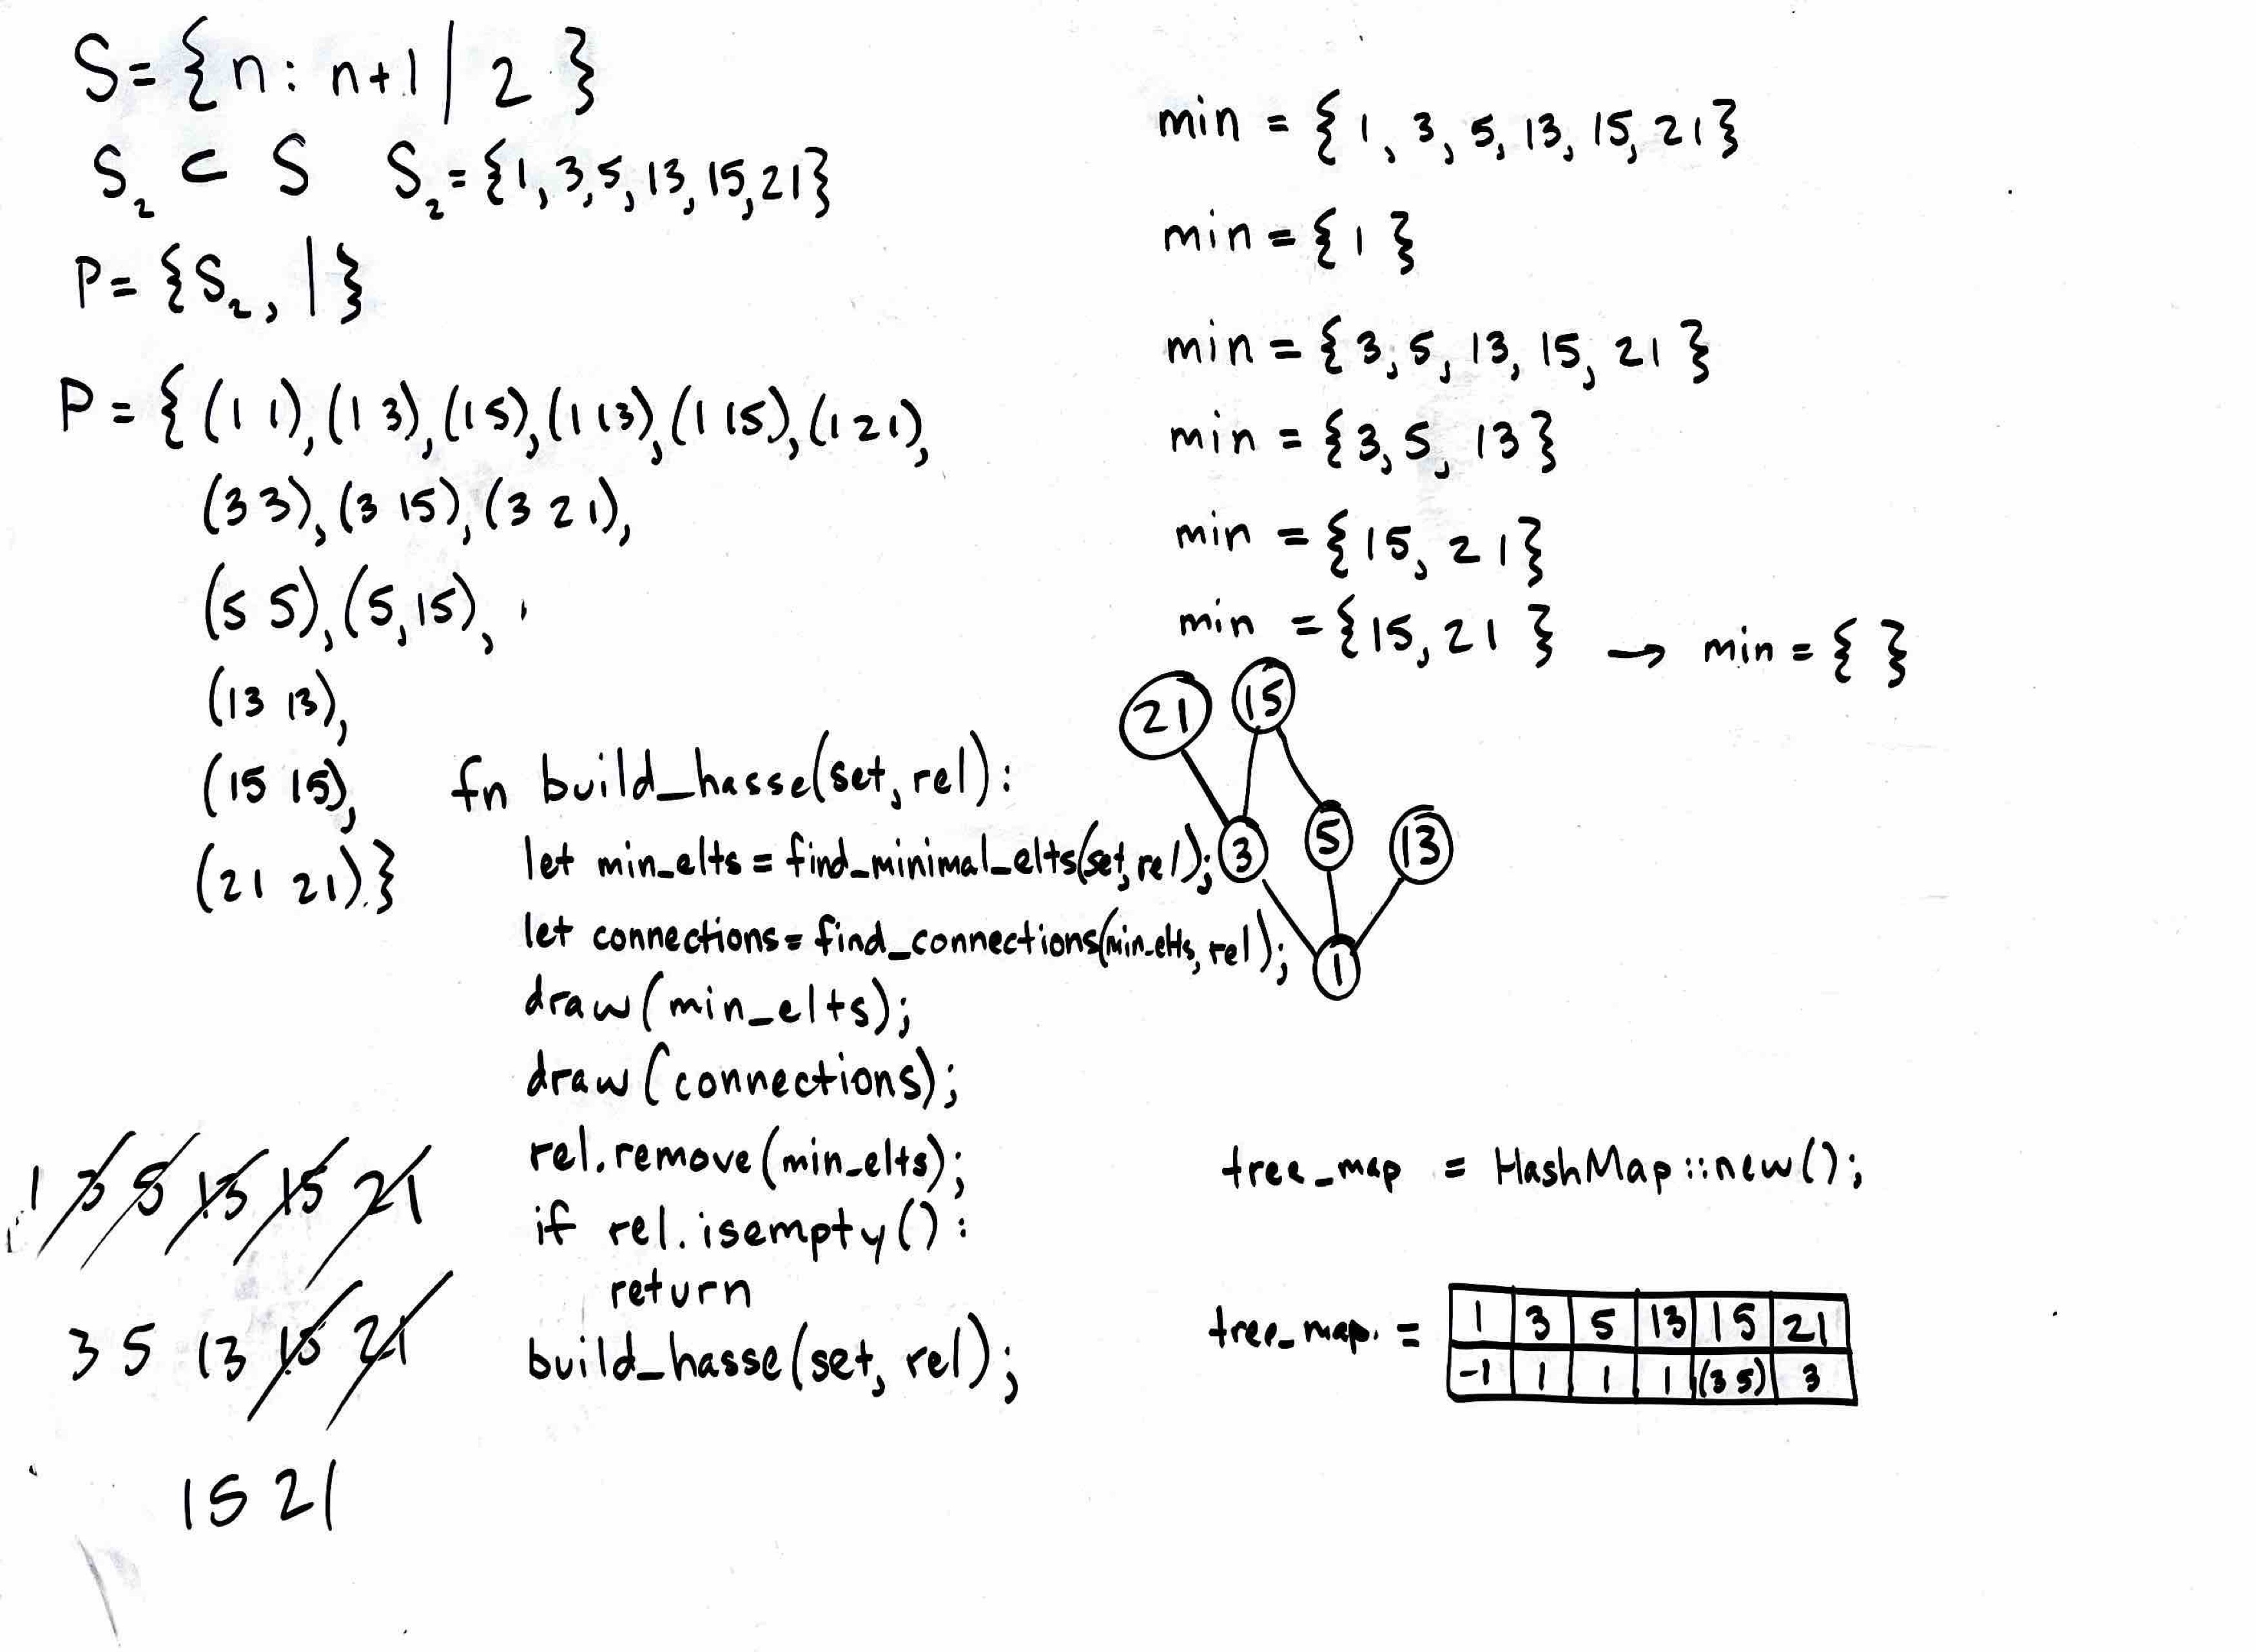 S={n: n+1 | 2 }
S₂ ⊂ S S₂={1, 3,5,13,15,21}
P={S₂, |}
P={(1 1),(1 3),(1 5),(1 13),(1 15),(1 21),
(3 3),(3 15),(3 21),
(5 5),(5,15),
(13 13),
(15 15),
(21 21)}
min = {1, 3, 5, 13, 15, 21}
min={1}
min={3, 5, 13, 15, 21}
min={3, 5, 13}
min={15, 21}
min={15, 21} → min={ }
21 15
3 5 13
1
fn build_hasse(set, rel):
let min_elts = find_minimal_elts(set, rel);
let connections = find_connections(min_elts, rel);
draw(min_elts);
draw(connections);
rel.remove(min_elts);
if rel.isempty():
return
build_hasse(set, rel);
1 3 5 13 15 21
3 5 13 15 21
15 21
tree_map = HashMap::new();
tree_map. =
1 3 5 13 15 21
-1 1 1 1 (3 5) 3